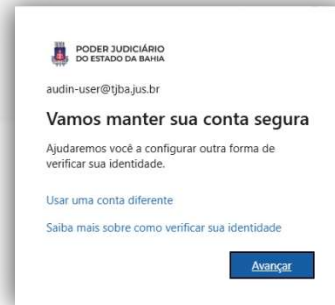 PODER JUDICIÁRIO
DO ESTADO DA BAHIA
audin-user@tjba.jus.br
Vamos manter sua conta segura
Ajudaremos você a configurar outra forma de
verificar sua identidade.
Usar uma conta diferente
Saiba mais sobre como verificar sua identidade
Avançar